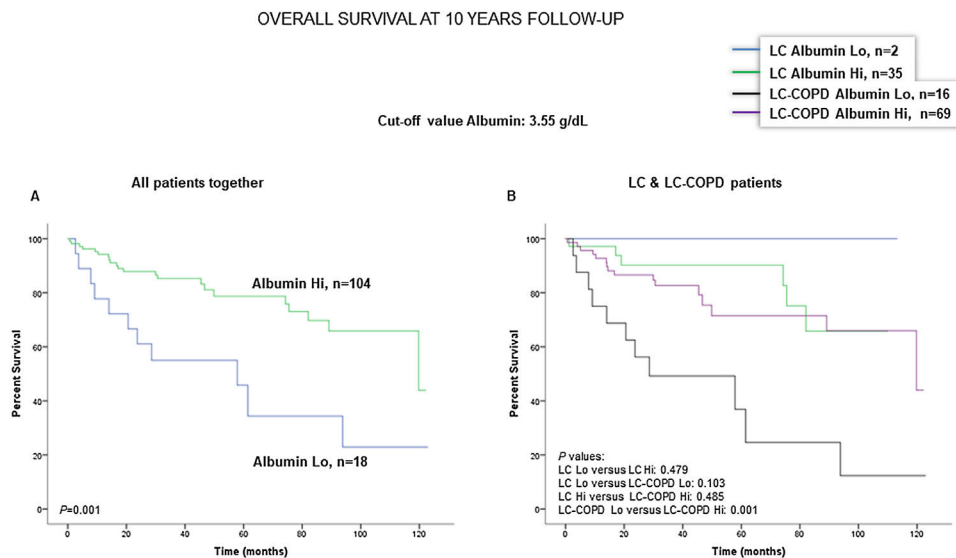 OVERALL SURVIVAL AT 10 YEARS FOLLOW-UP
LC Albumin Lo, n=2
LC Albumin Hi, n=35
LC-COPD Albumin Lo, n=16
LC-COPD Albumin Hi, n=69
Cut-off value Albumin: 3.55 g/dL
A
All patients together
100
80
60
40
20
0
Percent Survival
Albumin Hi, n=104
Albumin Lo, n=18
P=0.001
0 20 40 60 80 100 120
Time (months)
B
LC & LC-COPD patients
100
80
60
40
20
0
Percent Survival
P values:
LC Lo versus LC Hi: 0.479
LC Lo versus LC-COPD Lo: 0.103
LC Hi versus LC-COPD Hi: 0.485
LC-COPD Lo versus LC-COPD Hi: 0.001
0 20 40 60 80 100 120
Time (months)